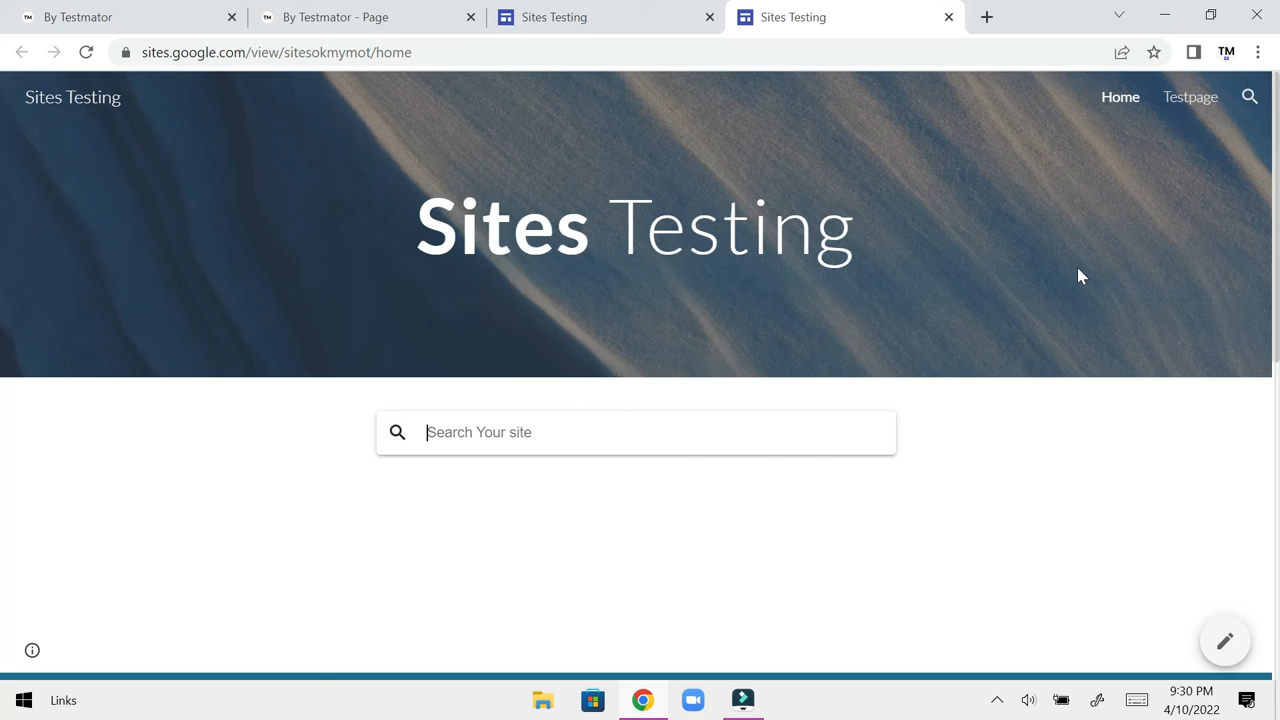 By Testmator
By Testmator - Page
Sites Testing
Sites Testing
sites.google.com/view/sitesokmymot/home
TM
22
Sites Testing
Home
Testpage
Sites Testing
Search Your site
Links
9:30 PM
4/10/2022